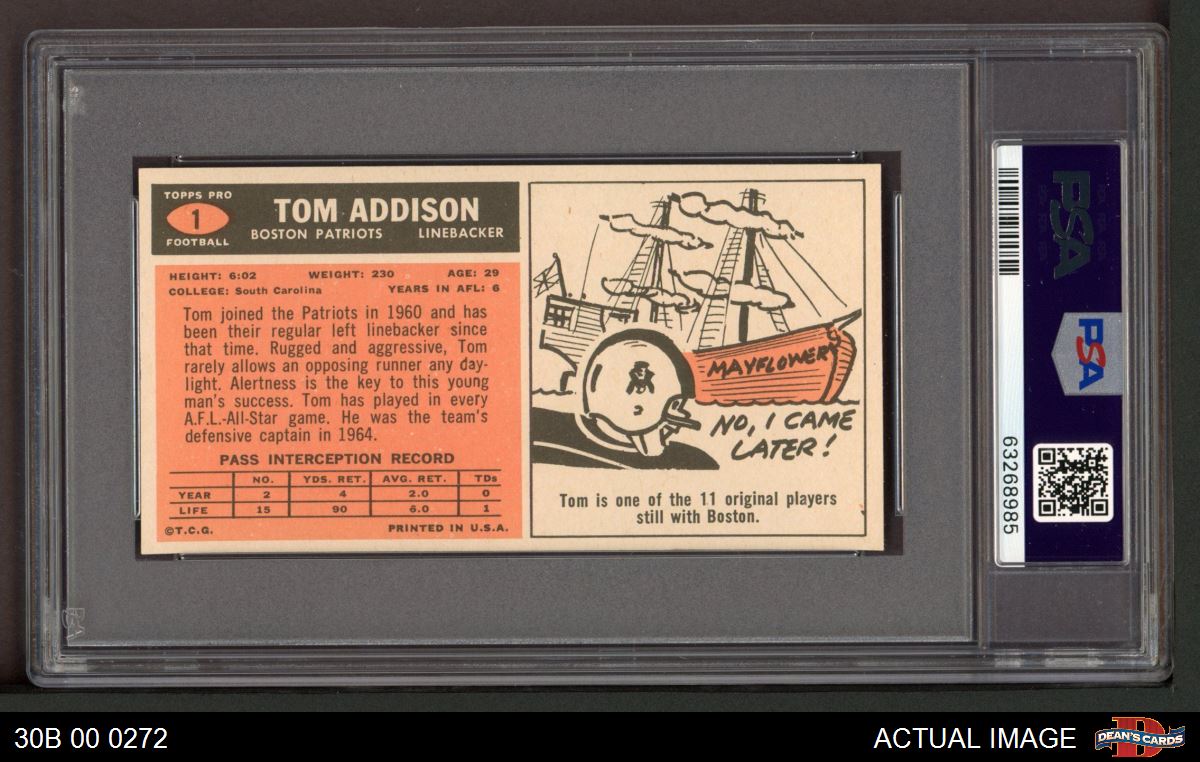 TOPPS PRO
1
FOOTBALL
TOM ADDISON
BOSTON PATRIOTS LINEBACKER
HEIGHT: 6:02 WEIGHT: 230 AGE: 29
COLLEGE: South Carolina YEARS IN AFL: 6
Tom joined the Patriots in 1960 and has
been their regular left linebacker since
that time. Rugged and aggressive, Tom
rarely allows an opposing runner any day-
light. Alertness is the key to this young
man's success. Tom has played in every
A.F.L.-All-Star game. He was the team's
defensive captain in 1964.
PASS INTERCEPTION RECORD
NO. YDS. RET. AVG. RET. TDs
YEAR 2 4 2.0 0
LIFE 15 90 6.0 1
©T.C.G. PRINTED IN U.S.A.
MAYFLOWER
NO, I CAME
LATER!
Tom is one of the 11 original players
still with Boston.
PSA
PSA
63268985
PSA
30B 00 0272
ACTUAL IMAGE
DEAN'S CARDS